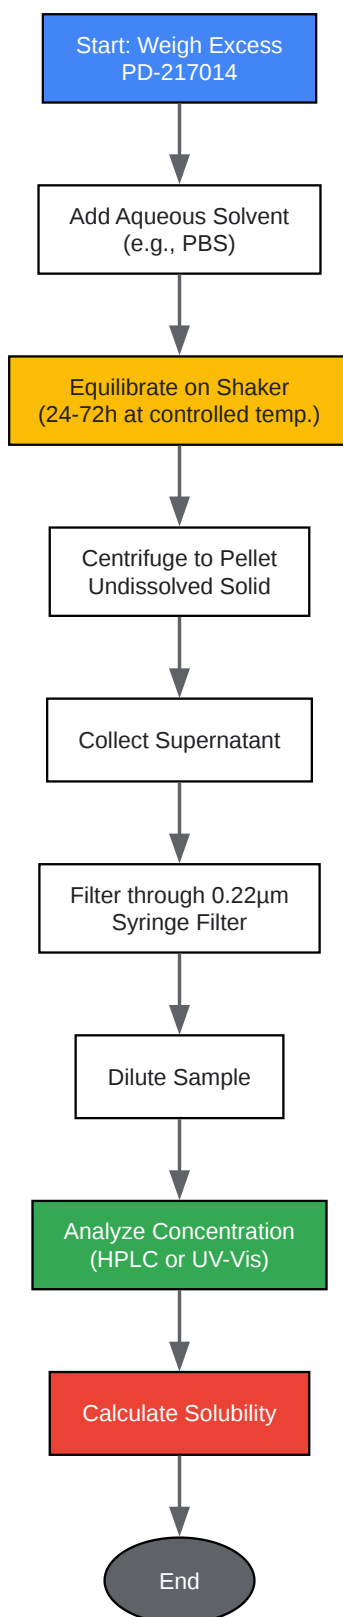 Start: Weigh Excess
PD-217014
Add Aqueous Solvent
(e.g., PBS)
Equilibrate on Shaker
(24-72h at controlled temp.)
Centrifuge to Pellet
Undissolved Solid
Collect Supernatant
Filter through 0.22µm
Syringe Filter
Dilute Sample
Analyze Concentration
(HPLC or UV-Vis)
Calculate Solubility
End